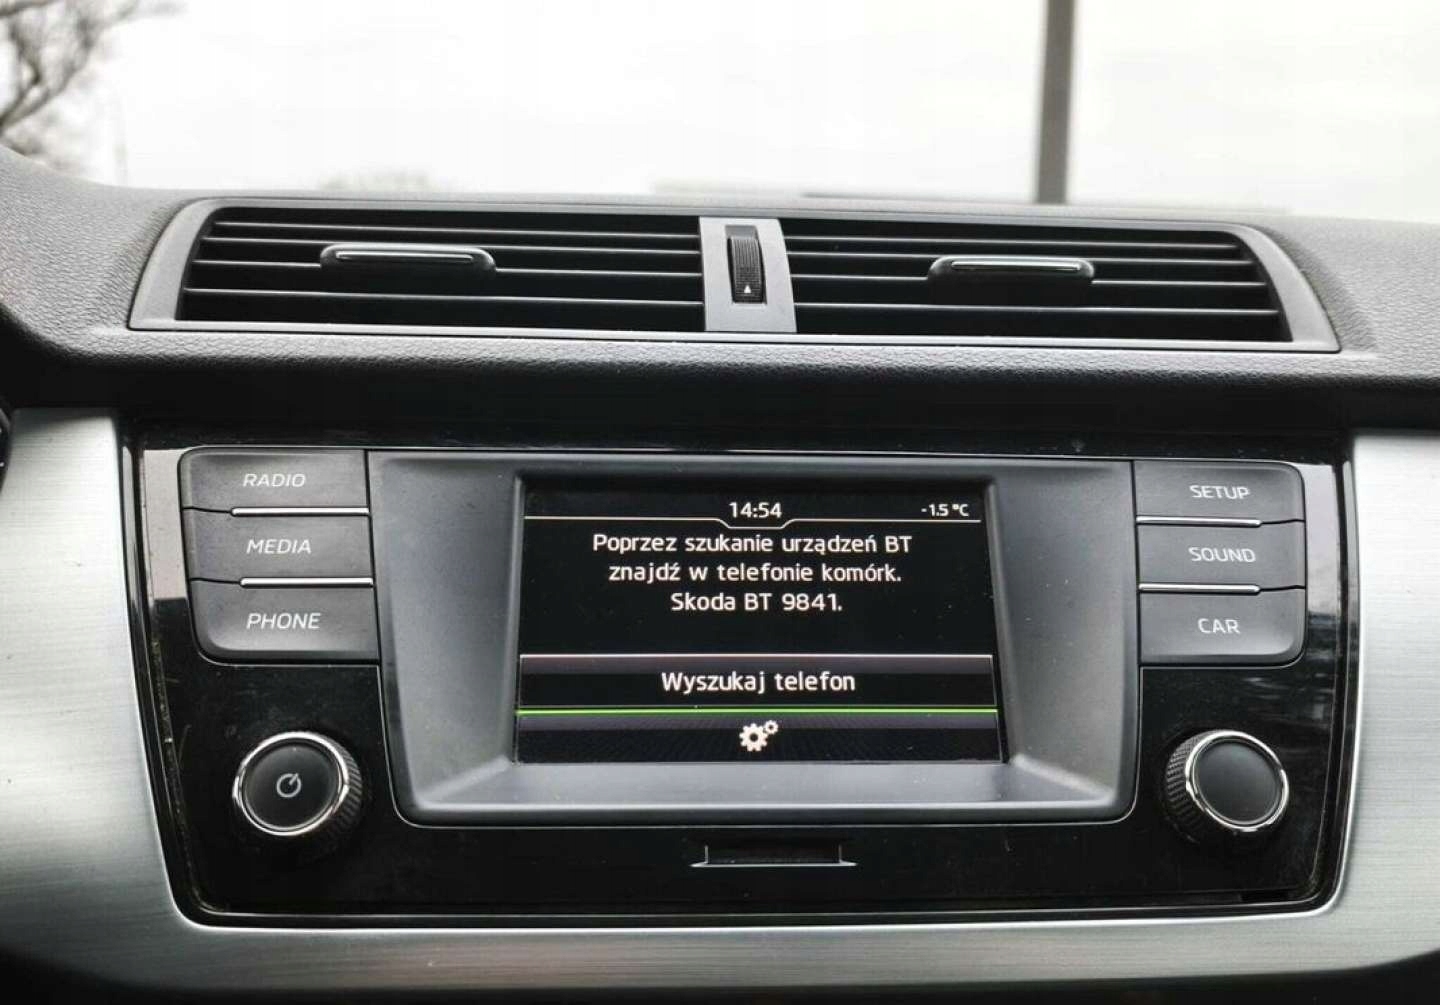 RADIO
MEDIA
PHONE
14:54
-1.5 °C
Poprzez szukanie urządzeń BT
znajdź w telefonie komórk.
Skoda BT 9841.
Wyszukaj telefon
SETUP
SOUND
CAR